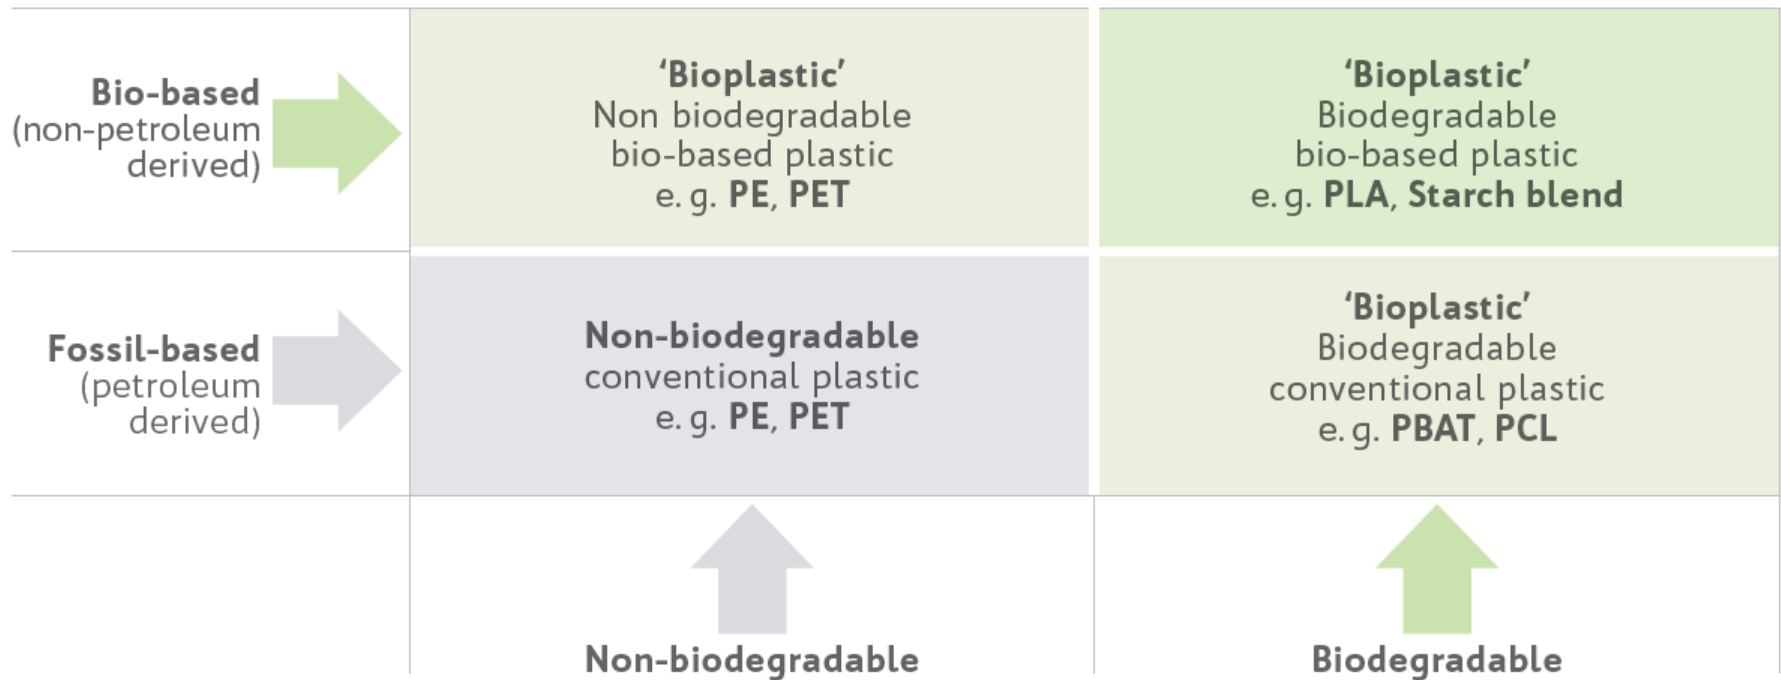 Bio-based
(non-petroleum
derived)
‘Bioplastic’
Non biodegradable
bio-based plastic
e. g. PE, PET
‘Bioplastic’
Biodegradable
bio-based plastic
e. g. PLA, Starch blend
Fossil-based
(petroleum
derived)
Non-biodegradable
conventional plastic
e. g. PE, PET
‘Bioplastic’
Biodegradable
conventional plastic
e. g. PBAT, PCL
Non-biodegradable
Biodegradable